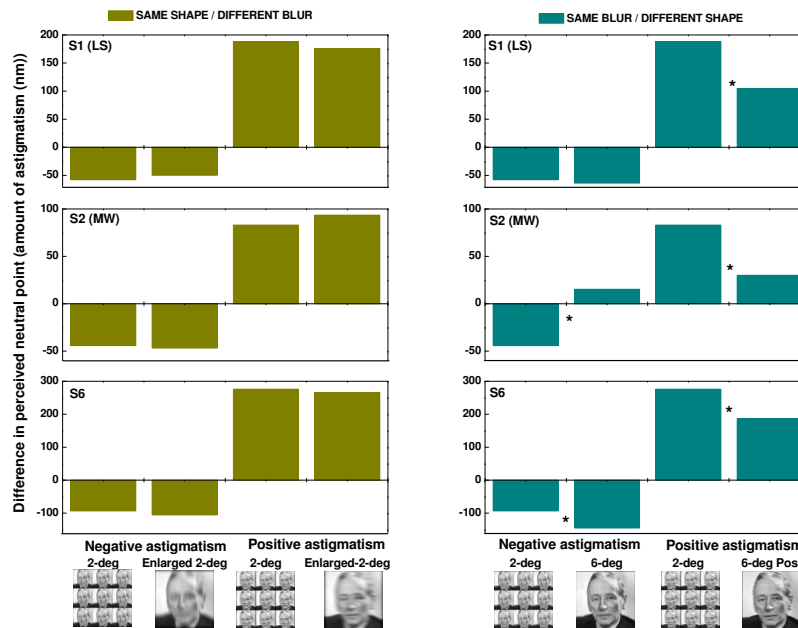 SAME SHAPE / DIFFERENT BLUR
SAME BLUR / DIFFERENT SHAPE
Difference in perceived neutral point (amount of astigmatism (nm))
S1 (LS)
200
150
100
50
0
-50
S2 (MW)
100
50
0
-50
S6
300
200
100
0
-100
Negative astigmatism
Positive astigmatism
2-deg
Enlarged 2-deg
2-deg
Enlarged-2-deg
S1 (LS)
200
150
100
50
0
-50
*
S2 (MW)
100
50
0
-50
*
*
S6
300
200
100
0
-100
*
*
Negative astigmatism
Positive astigmatism
2-deg
6-deg
2-deg
6-deg Pos